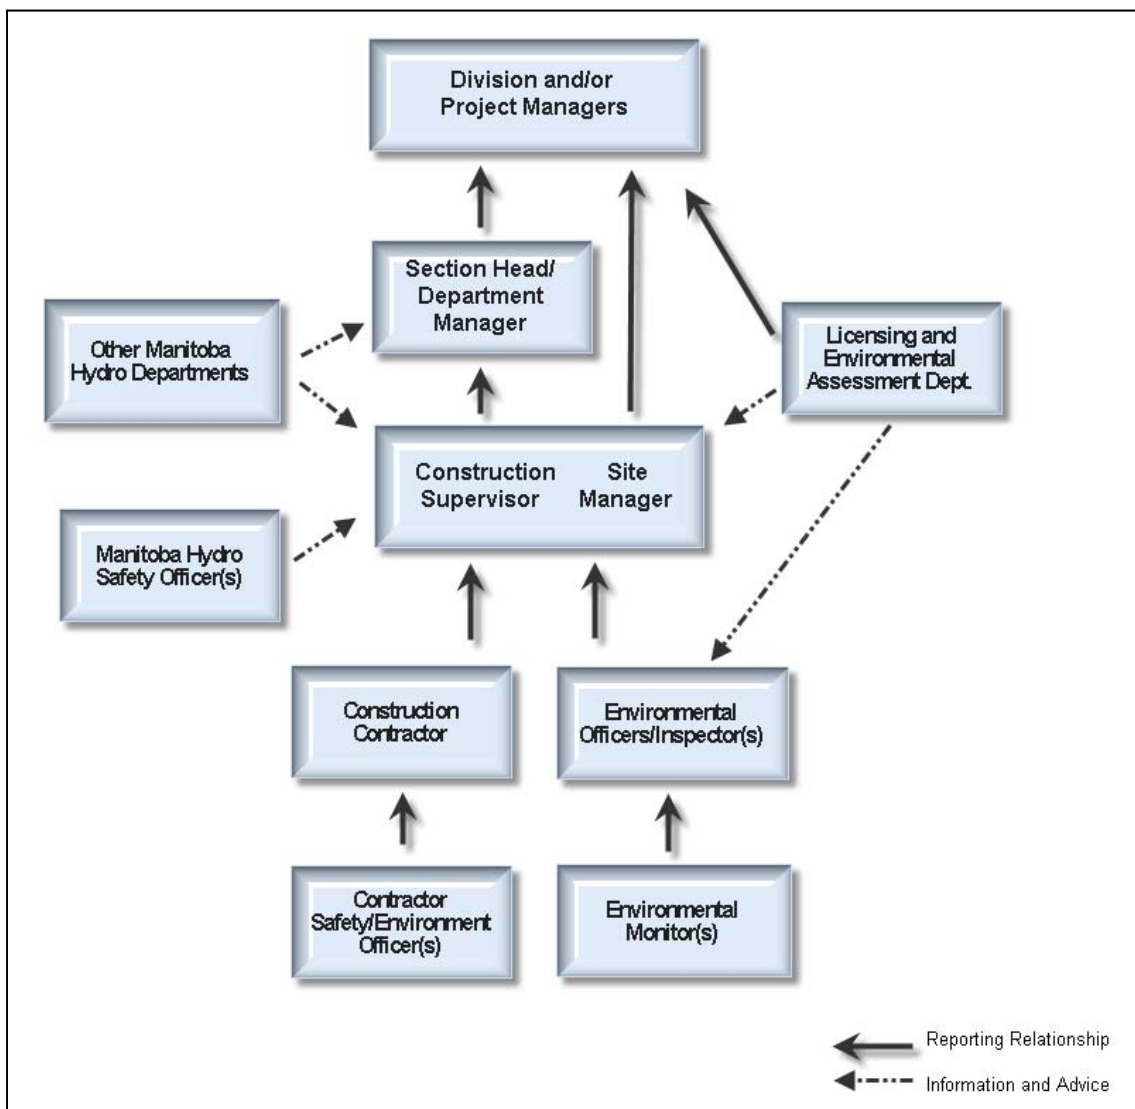 Division and/or
Project Managers
Section Head/
Department
Manager
Other Manitoba
Hydro Departments
Licensing and
Environmental
Assessment Dept.
Construction
Supervisor
Site
Manager
Manitoba Hydro
Safety Officer(s)
Construction
Contractor
Environmental
Officers/Inspector(s)
Contractor
Safety/Environment
Officer(s)
Environmental
Monitor(s)
Reporting Relationship
Information and Advice